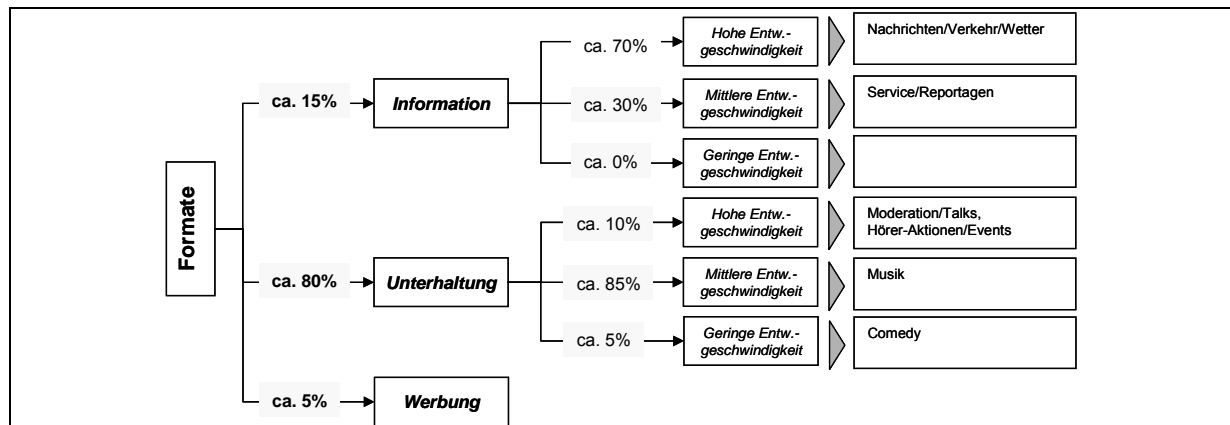 Formate
ca. 15%
Information
ca. 70%
Hohe Entw.-
geschwindigkeit
Nachrichten/Verkehr/Wetter
ca. 30%
Mittlere Entw.-
geschwindigkeit
Service/Reportagen
ca. 0%
Geringe Entw.-
geschwindigkeit
ca. 80%
Unterhaltung
ca. 10%
Hohe Entw.-
geschwindigkeit
Moderation/Talks,
Hörer-Aktionen/Events
ca. 85%
Mittlere Entw.-
geschwindigkeit
Musik
ca. 5%
Geringe Entw.-
geschwindigkeit
Comedy
ca. 5%
Werbung